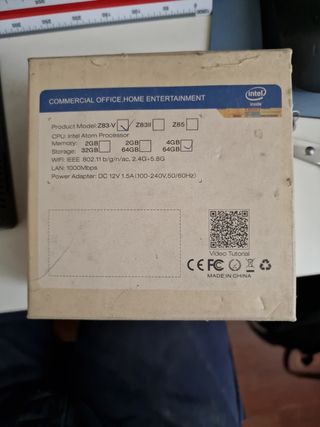 COMMERCIAL OFFICE,HOME ENTERTAINMENT
intel
inside
Product Model:Z83-V Z83II Z85
CPU: Intel Atom Processor
Memory: 2GB 2GB 4GB
Storage: 32GB 64GB 64GB
WIFI: IEEE 802.11 b/g/n/ac, 2.4G+5.8G
LAN: 1000Mbps
Power Adapter: DC 12V 1.5A (100-240V,50/60Hz)
Video Tutorial
CE FC
MADE IN CHINA